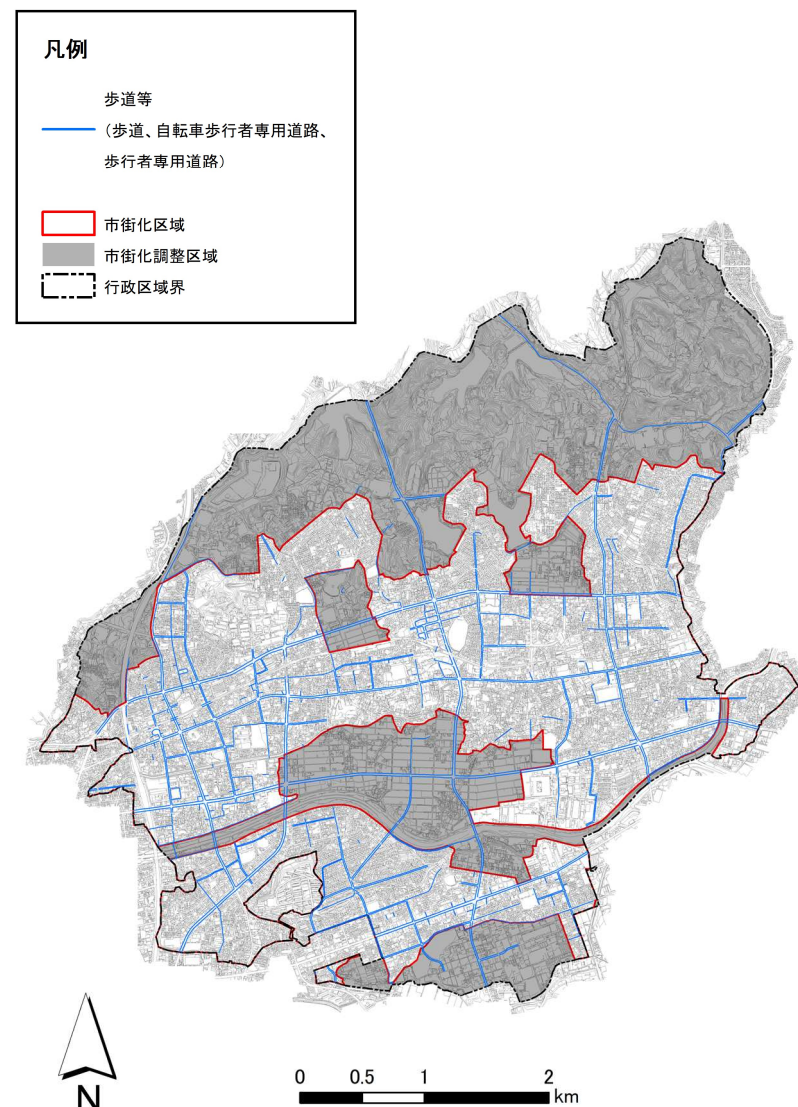 凡例
歩道等
(歩道、自転車歩行者専用道路、
歩行者専用道路)
市街化区域
市街化調整区域
行政区域界
N
0 0.5 1 2
km